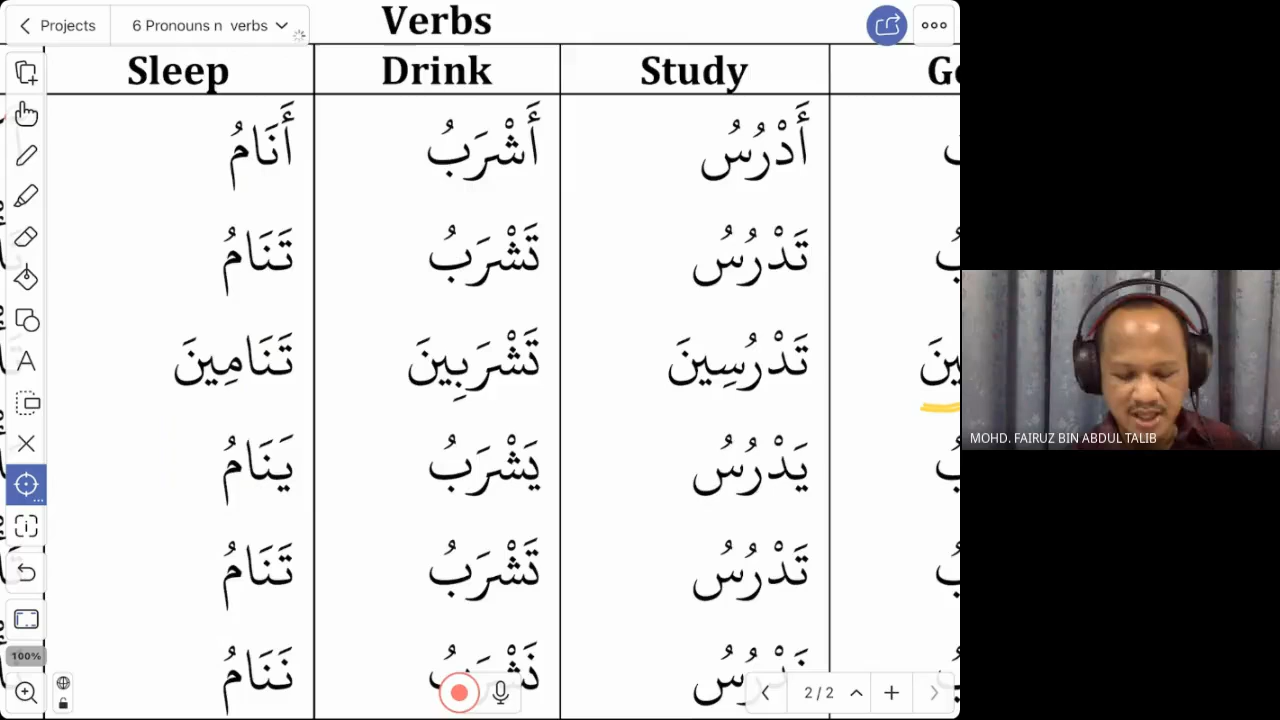 Projects
6 Pronouns n verbs
Verbs
Sleep Drink Study
أَنَامُ أَشْرَبُ أَدْرُسُ
تَنَامُ تَشْرَبُ تَدْرُسُ
تَنَامِينَ تَشْرَبِينَ تَدْرُسِينَ
يَنَامُ يَشْرَبُ يَدْرُسُ
تَنَامُ تَشْرَبُ تَدْرُسُ
نَنَامُ
100%
2 / 2
MOHD. FAIRUZ BIN ABDUL TALIB